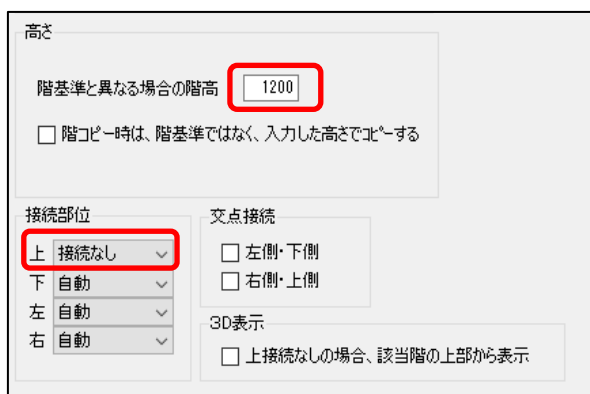 高さ
階基準と異なる場合の階高 1200
階コピー時は、階基準ではなく、入力した高さでコピーする
接続部位
上 接続なし
下 自動
左 自動
右 自動
交点接続
左側・下側
右側・上側
3D表示
上接続なしの場合、該当階の上部から表示